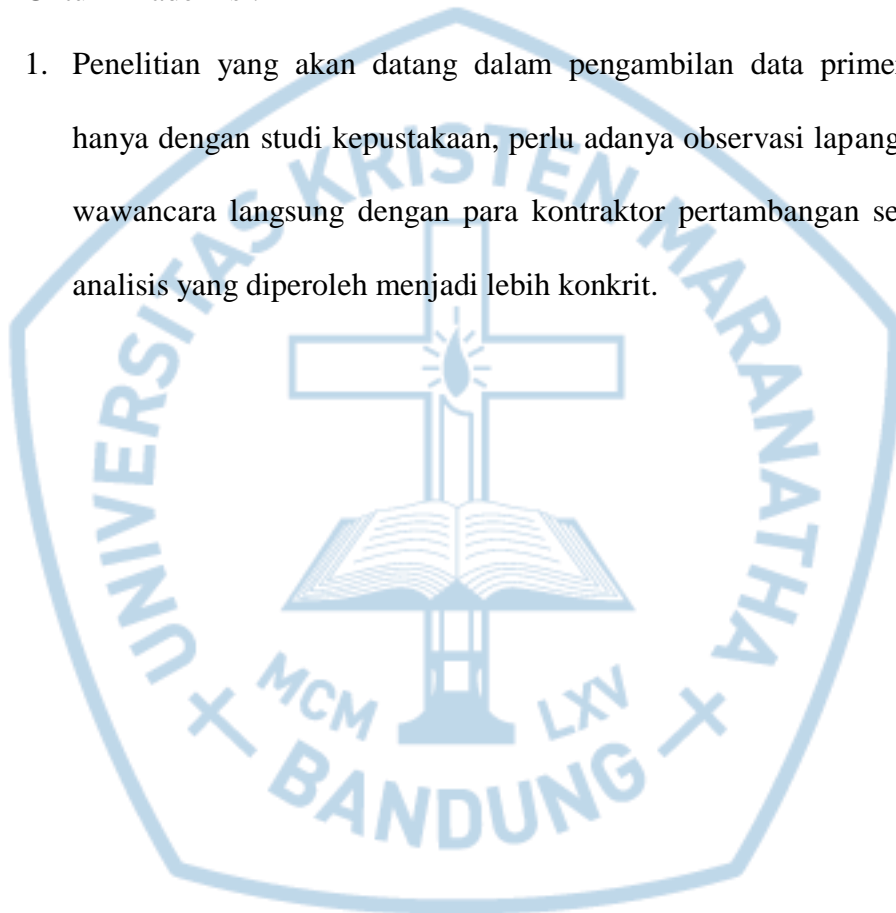 1. Penelitian yang akan datang dalam pengambilan data primer
hanya dengan studi kepustakaan, perlu adanya observasi lapang
wawancara langsung dengan para kontraktor pertambangan se
analisis yang diperoleh menjadi lebih konkrit.
UNIVERSITAS KRISTEN MARANATHA
MCM LXV
BANDUNG